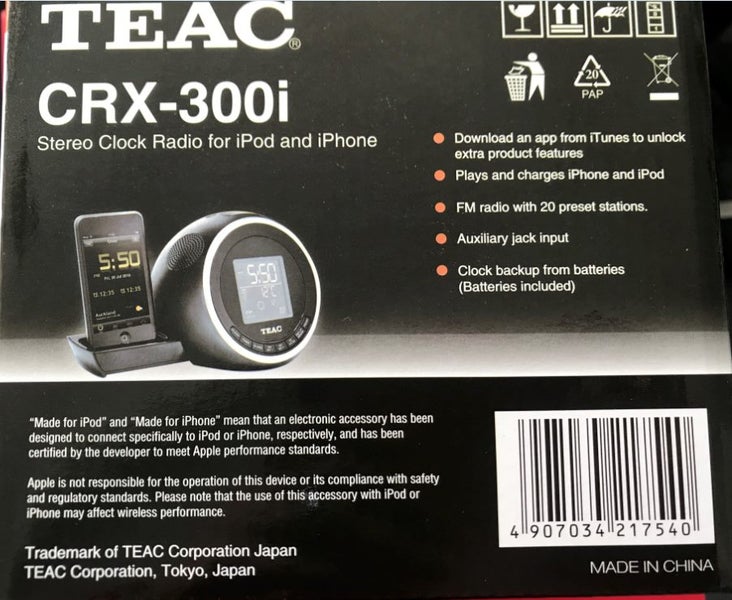 TEAC®
CRX-300i
Stereo Clock Radio for iPod and iPhone
20
PAP
Download an app from iTunes to unlock
extra product features
Plays and charges iPhone and iPod
FM radio with 20 preset stations.
Auxiliary jack input
Clock backup from batteries
(Batteries included)
5:50
Auckland
5:50
TEAC
“Made for iPod” and “Made for iPhone” mean that an electronic accessory has been
designed to connect specifically to iPod or iPhone, respectively, and has been
certified by the developer to meet Apple performance standards.
Apple is not responsible for the operation of this device or its compliance with safety
and regulatory standards. Please note that the use of this accessory with iPod or
iPhone may affect wireless performance.
Trademark of TEAC Corporation Japan
TEAC Corporation, Tokyo, Japan
4 907034 217540
MADE IN CHINA